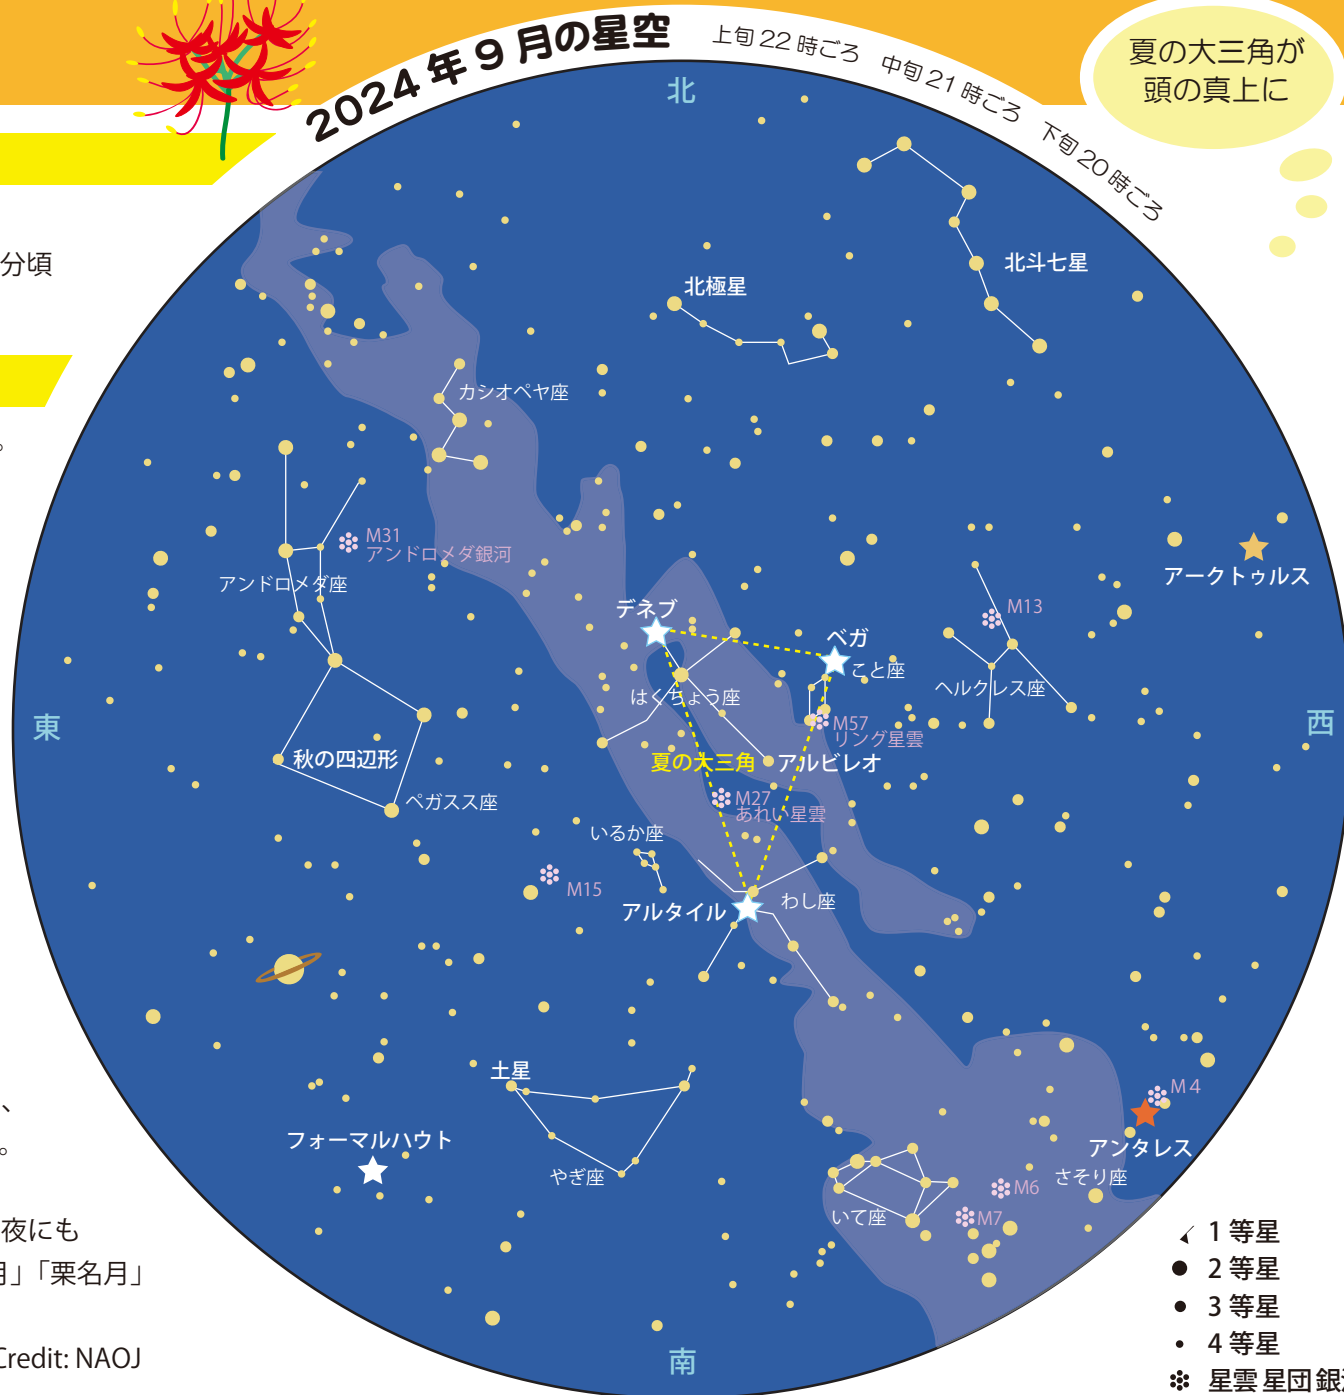 2024年9月の星空
上旬22時ごろ 中旬21時ごろ 下旬20時ごろ
夏の大三角が
頭の真上に
分頃
。
、
。
夜にも
月」「栗名月」
Credit: NAOJ
北
北斗七星
北極星
カシオペヤ座
M31
アンドロメダ銀河
アンドロメダ座
アークトゥルス
M13
デネブ
ベガ
こと座
ヘルクレス座
はくちょう座
M57
リング星雲
東
西
秋の四辺形
夏の大三角
アルビレオ
ペガスス座
M27
あれい星雲
いるか座
M15
アルタイル
わし座
土星
M4
フォーマルハウト
アンタレス
やぎ座
さそり座
いて座
M6
M7
南
1等星
2等星
3等星
4等星
星雲 星団 銀